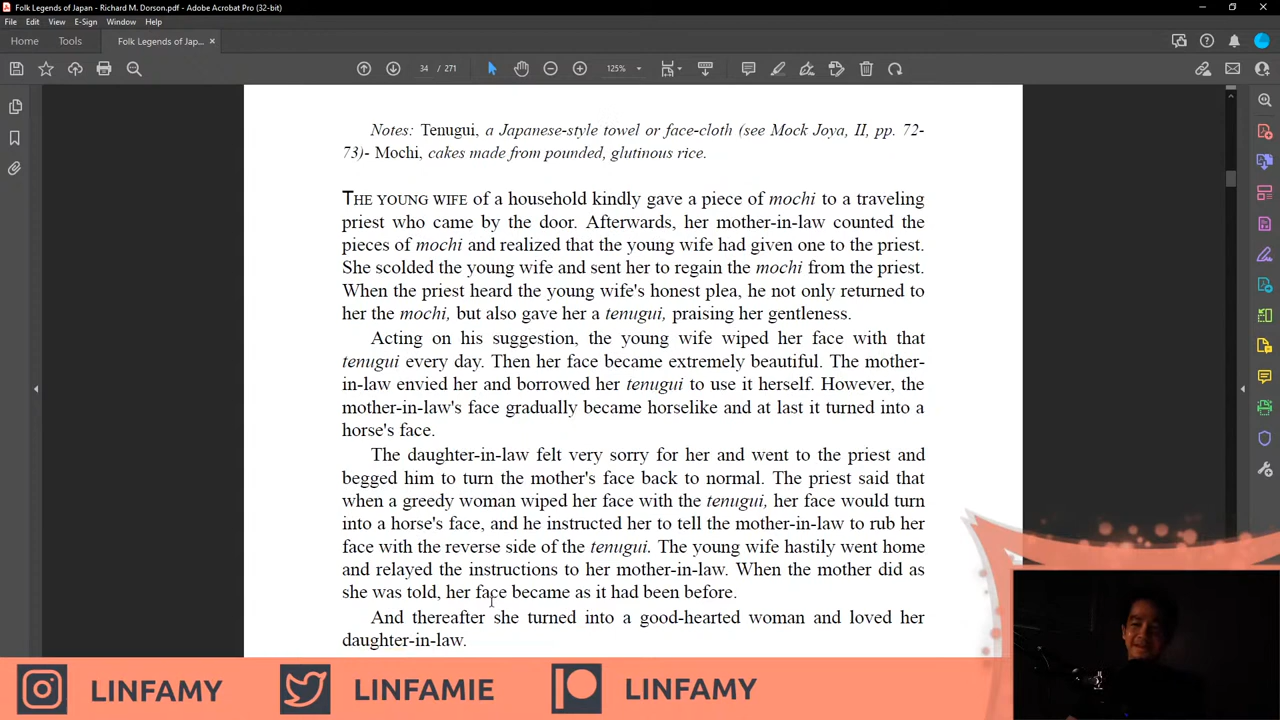 Folk Legends of Japan - Richard M. Dorson.pdf - Adobe Acrobat Pro (32-bit)
File Edit View E-Sign Window Help
Home Tools Folk Legends of Jap... ×
34 / 271 125%
Notes: Tenugui, a Japanese-style towel or face-cloth (see Mock Joya, II, pp. 72-
73)- Mochi, cakes made from pounded, glutinous rice.
THE YOUNG WIFE of a household kindly gave a piece of mochi to a traveling
priest who came by the door. Afterwards, her mother-in-law counted the
pieces of mochi and realized that the young wife had given one to the priest.
She scolded the young wife and sent her to regain the mochi from the priest.
When the priest heard the young wife's honest plea, he not only returned to
her the mochi, but also gave her a tenugui, praising her gentleness.
Acting on his suggestion, the young wife wiped her face with that
tenugui every day. Then her face became extremely beautiful. The mother-
in-law envied her and borrowed her tenugui to use it herself. However, the
mother-in-law's face gradually became horselike and at last it turned into a
horse's face.
The daughter-in-law felt very sorry for her and went to the priest and
begged him to turn the mother's face back to normal. The priest said that
when a greedy woman wiped her face with the tenugui, her face would turn
into a horse's face, and he instructed her to tell the mother-in-law to rub her
face with the reverse side of the tenugui. The young wife hastily went home
and relayed the instructions to her mother-in-law. When the mother did as
she was told, her face became as it had been before.
And thereafter she turned into a good-hearted woman and loved her
daughter-in-law.
LINFAMY LINFAMIE LINFAMY